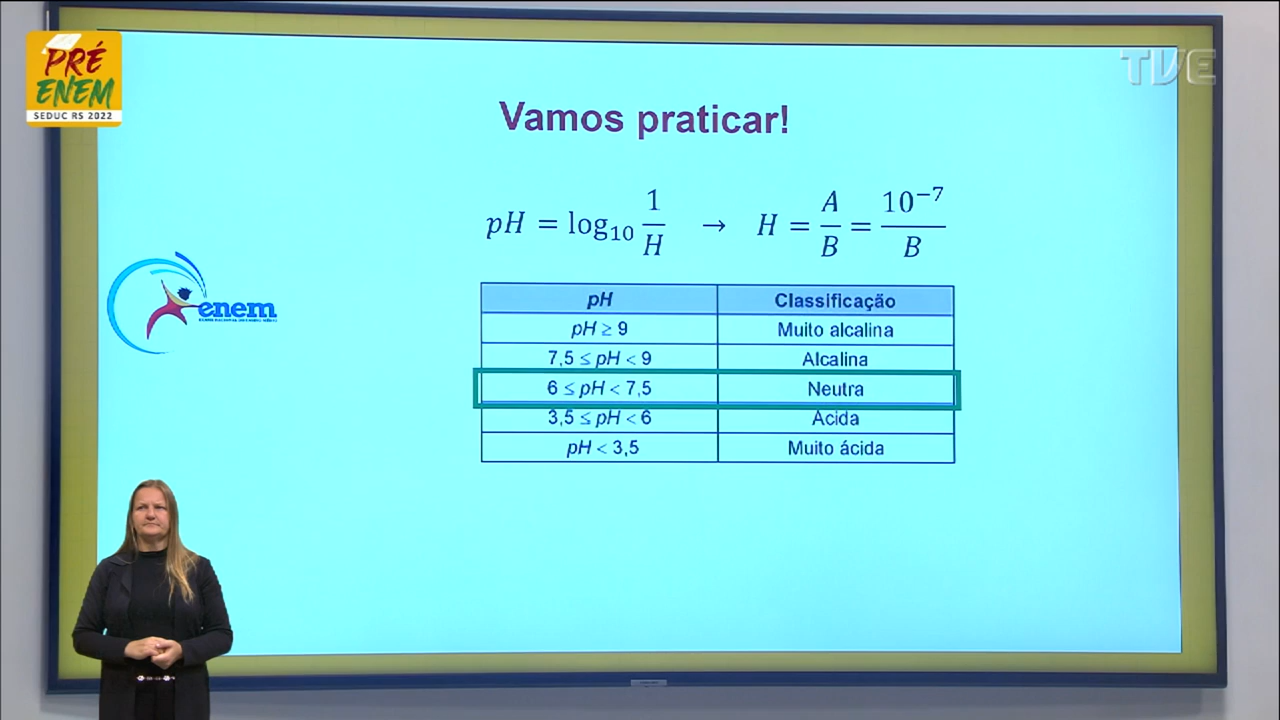 PRÉ
ENEM
SEDUC RS 2022
TVE
Vamos praticar!
pH = log₁₀ 1/H → H = A/B = 10⁻⁷/B
enem
pH Classificação
pH ≥ 9 Muito alcalina
7,5 ≤ pH < 9 Alcalina
6 ≤ pH < 7,5 Neutra
3,5 ≤ pH < 6 Ácida
pH < 3,5 Muito ácida